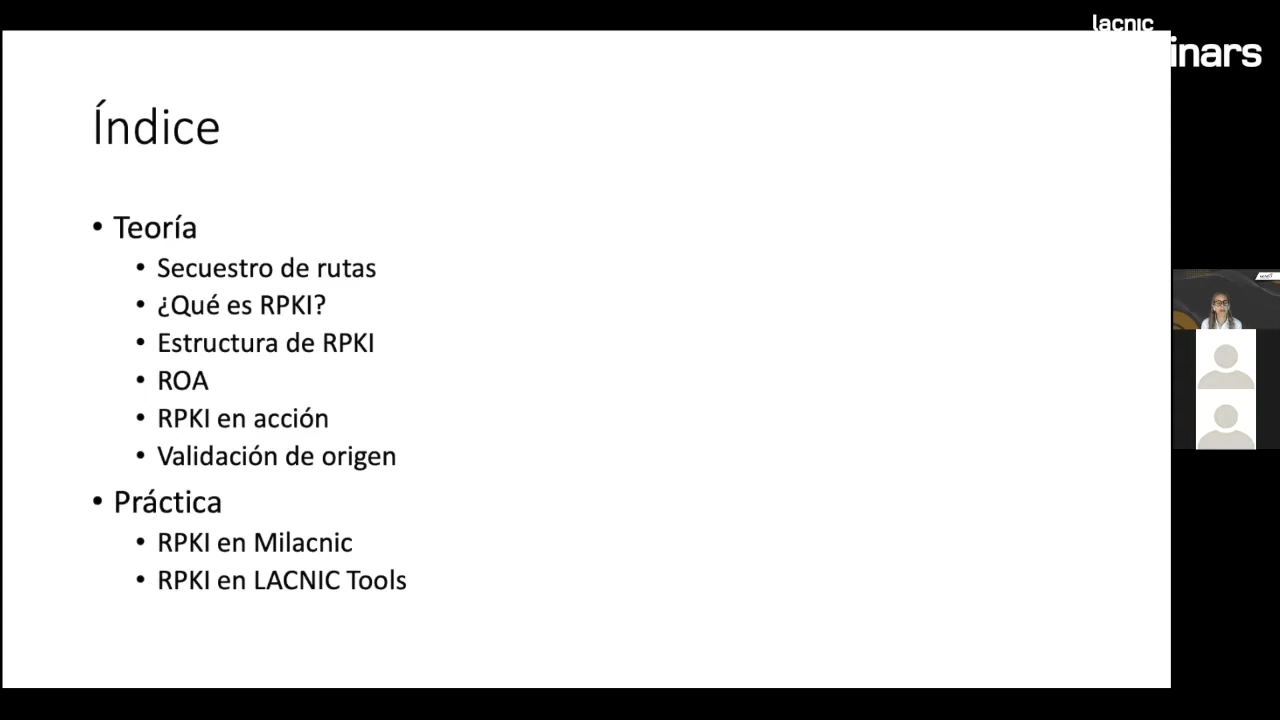 lacnic
inars
Índice
• Teoría
• Secuestro de rutas
• ¿Qué es RPKI?
• Estructura de RPKI
• ROA
• RPKI en acción
• Validación de origen
• Práctica
• RPKI en Milacnic
• RPKI en LACNIC Tools